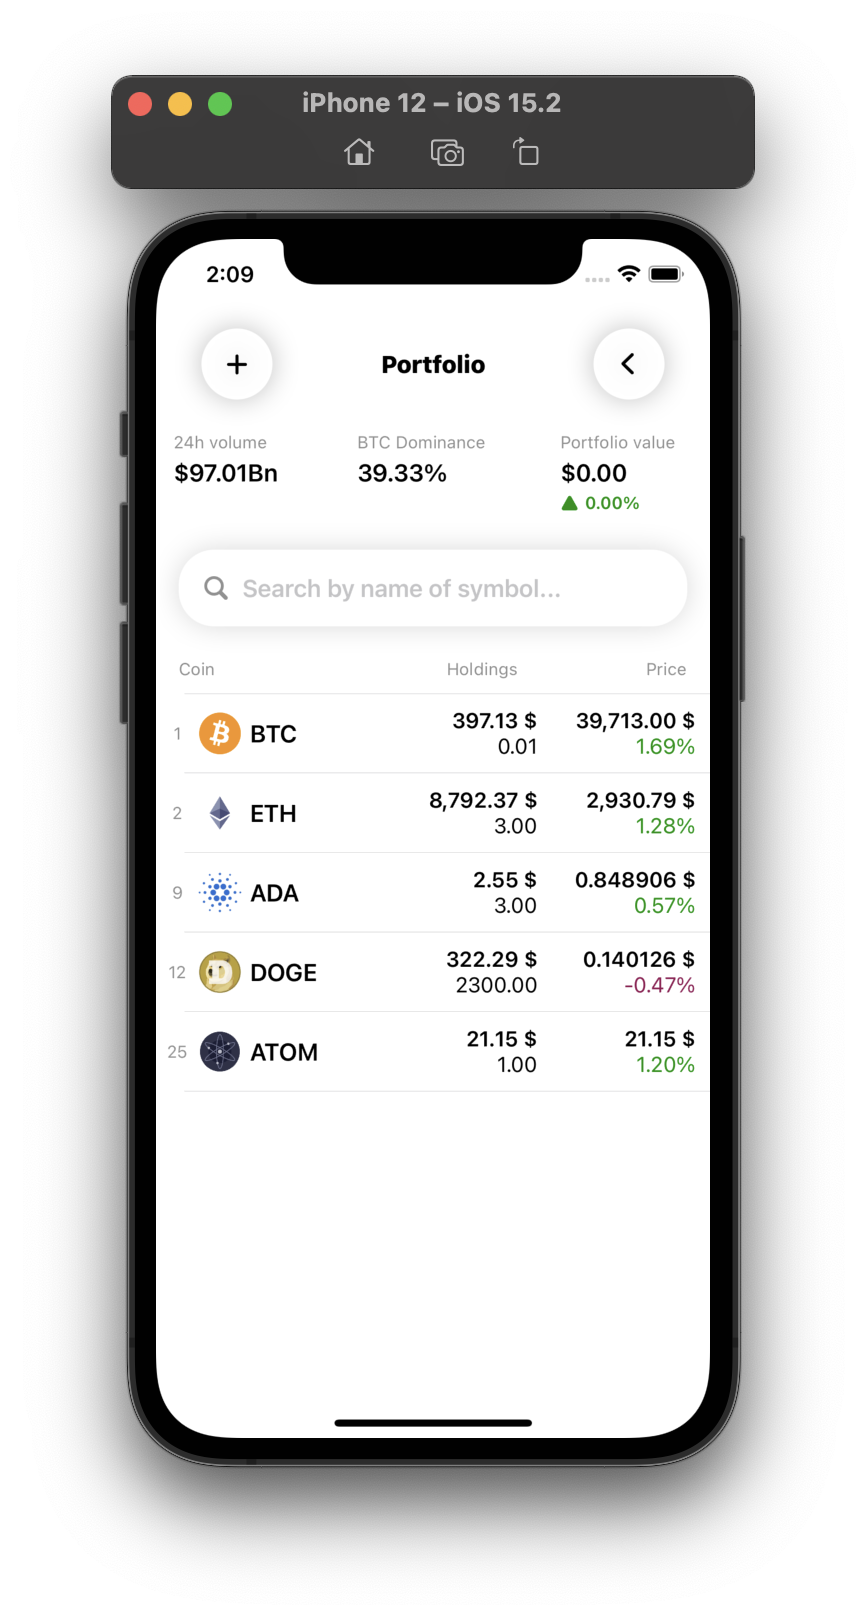 iPhone 12 – iOS 15.2
2:09
Portfolio
24h volume BTC Dominance Portfolio value
$97.01Bn 39.33% $0.00
0.00%
Search by name of symbol...
Coin Holdings Price
1 BTC 397.13 $ 39,713.00 $
0.01 1.69%
2 ETH 8,792.37 $ 2,930.79 $
3.00 1.28%
9 ADA 2.55 $ 0.848906 $
3.00 0.57%
12 DOGE 322.29 $ 0.140126 $
2300.00 -0.47%
25 ATOM 21.15 $ 21.15 $
1.00 1.20%